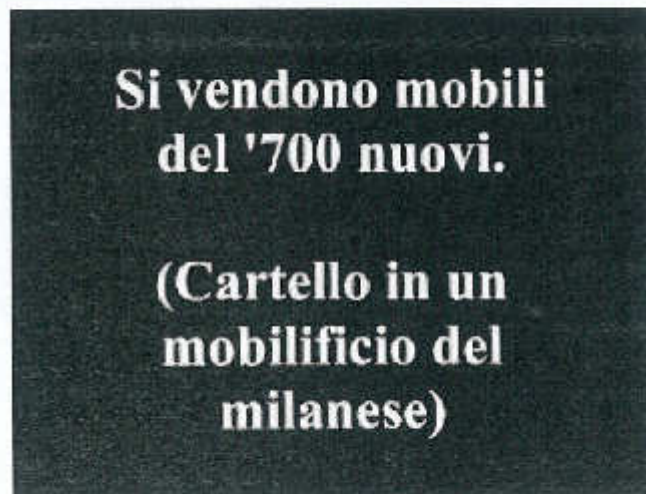 Si vendono mobili
del '700 nuovi.
(Cartello in un
mobilificio del
milanese)